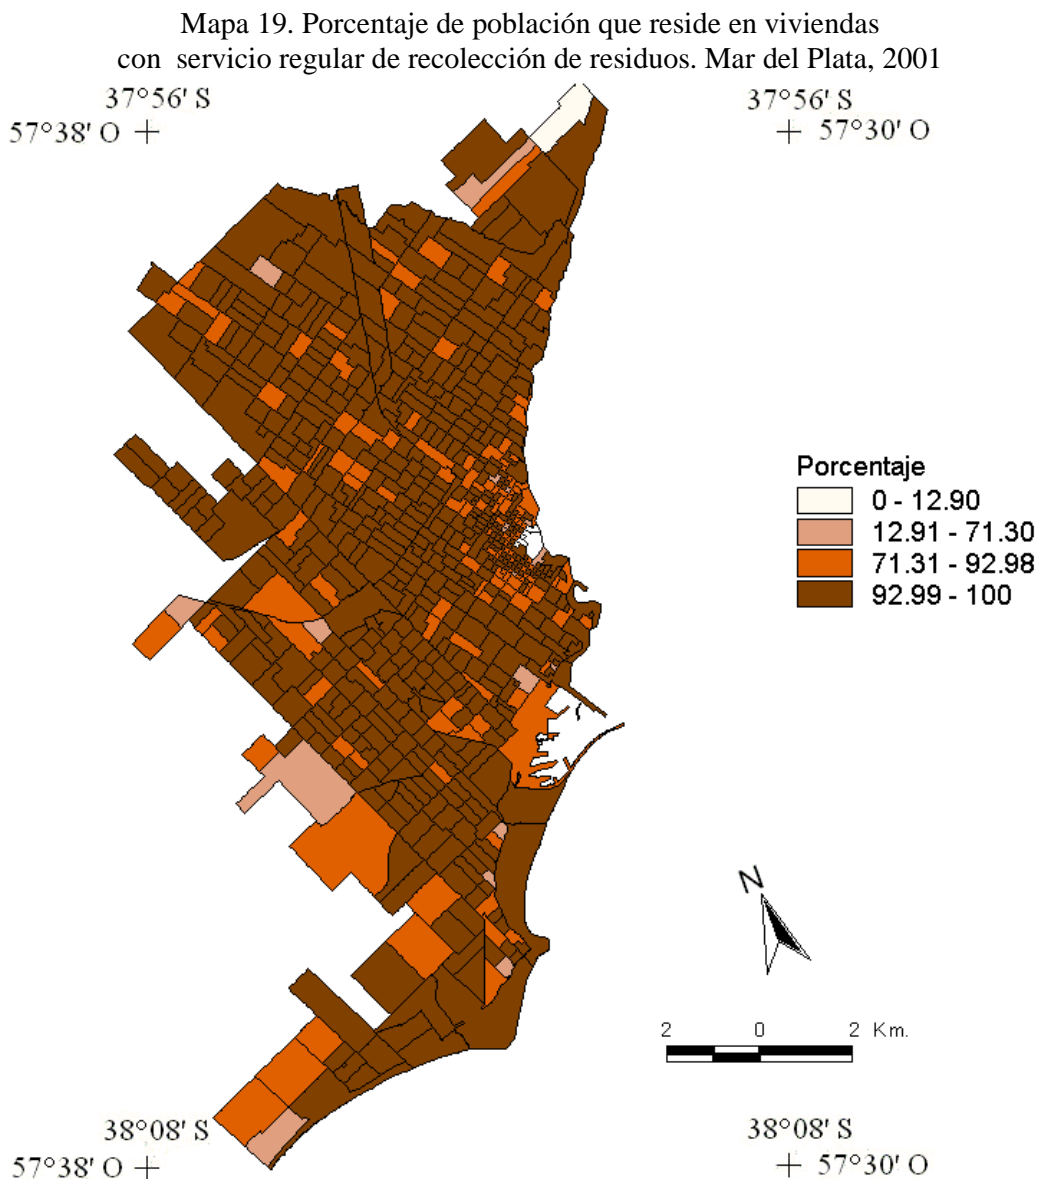 Mapa 19. Porcentaje de población que reside en viviendas
con servicio regular de recolección de residuos. Mar del Plata, 2001
37°56' S
37°56' S
57°38' O
57°30' O
Porcentaje
0 - 12.90
12.91 - 71.30
71.31 - 92.98
92.99 - 100
N
2 0 2 Km.
38°08' S
38°08' S
57°38' O
57°30' O